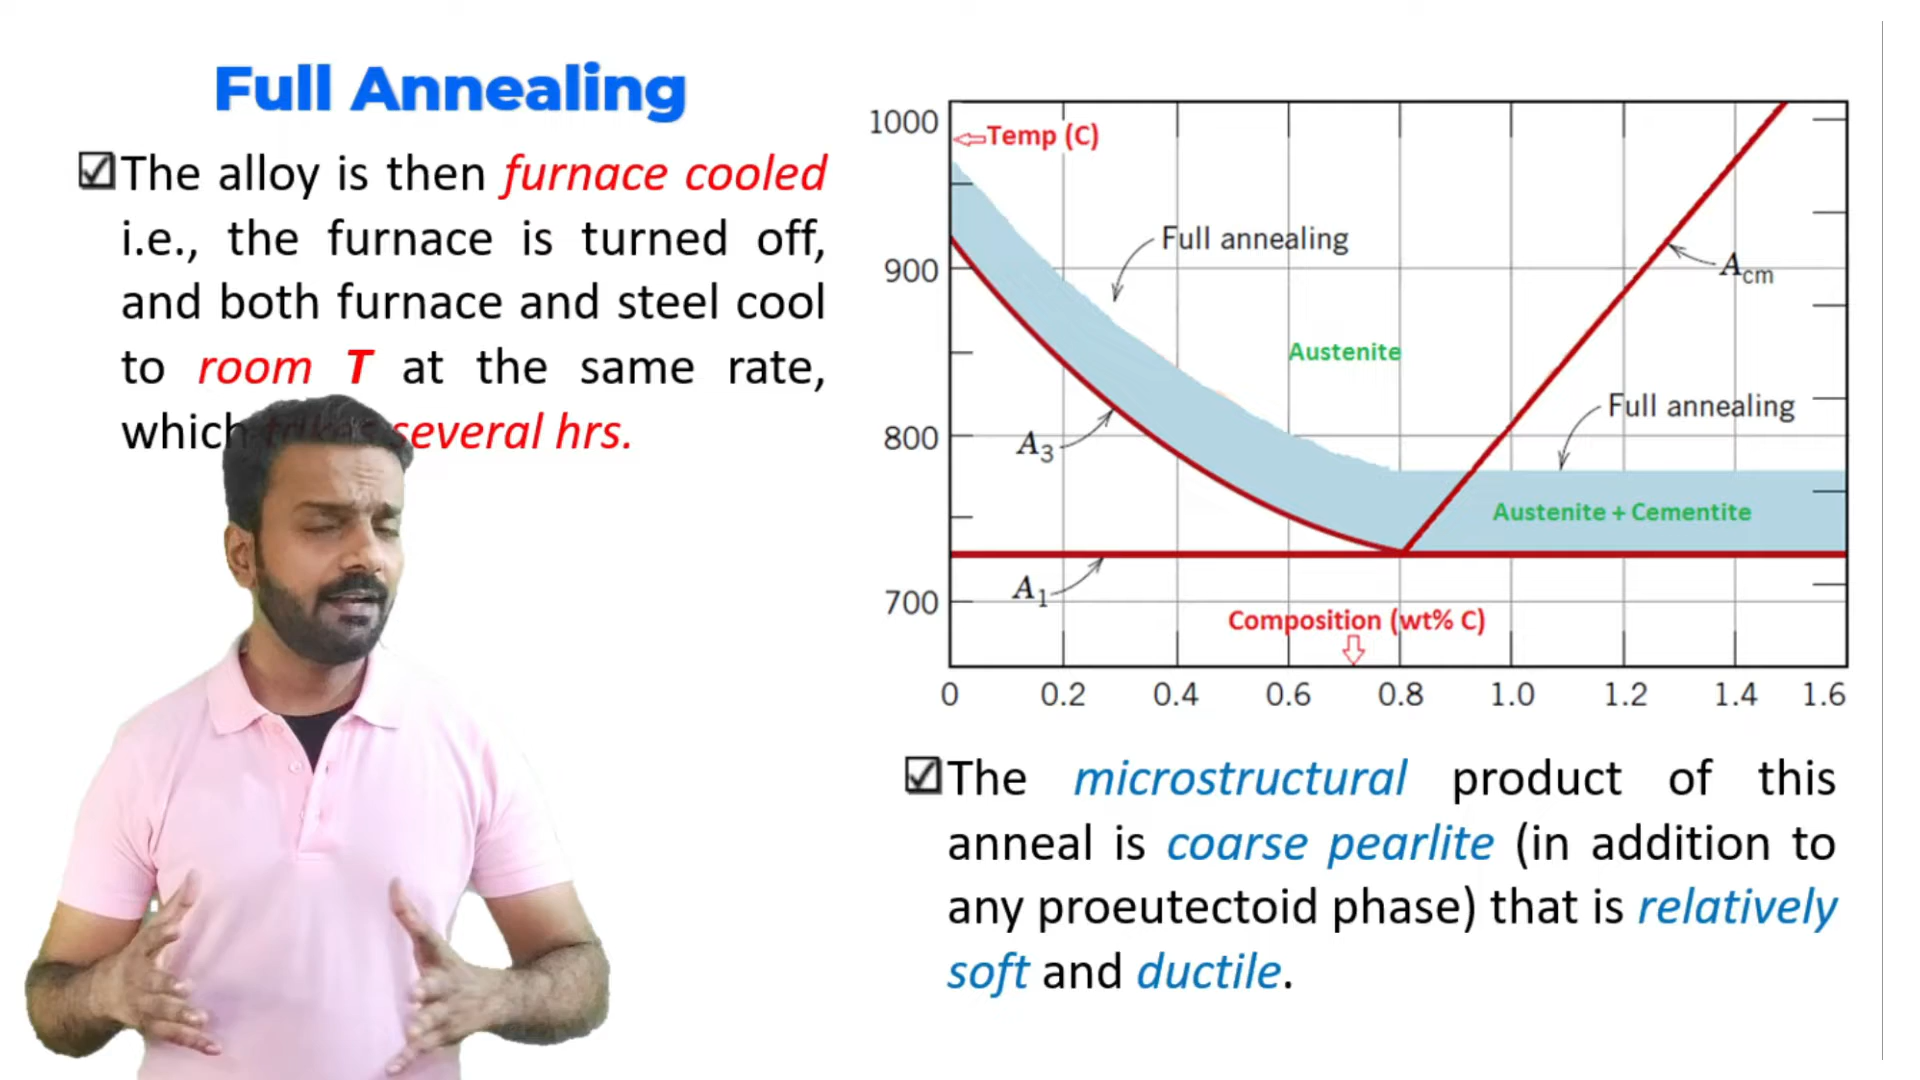 Full Annealing
The alloy is then furnace cooled
i.e., the furnace is turned off,
and both furnace and steel cool
to room T at the same rate,
which several hrs.
1000
900
800
700
Temp (C)
Full annealing
Acm
Austenite
Full annealing
A3
Austenite + Cementite
A1
Composition (wt% C)
0 0.2 0.4 0.6 0.8 1.0 1.2 1.4 1.6
The microstructural product of this
anneal is coarse pearlite (in addition to
any proeutectoid phase) that is relatively
soft and ductile.